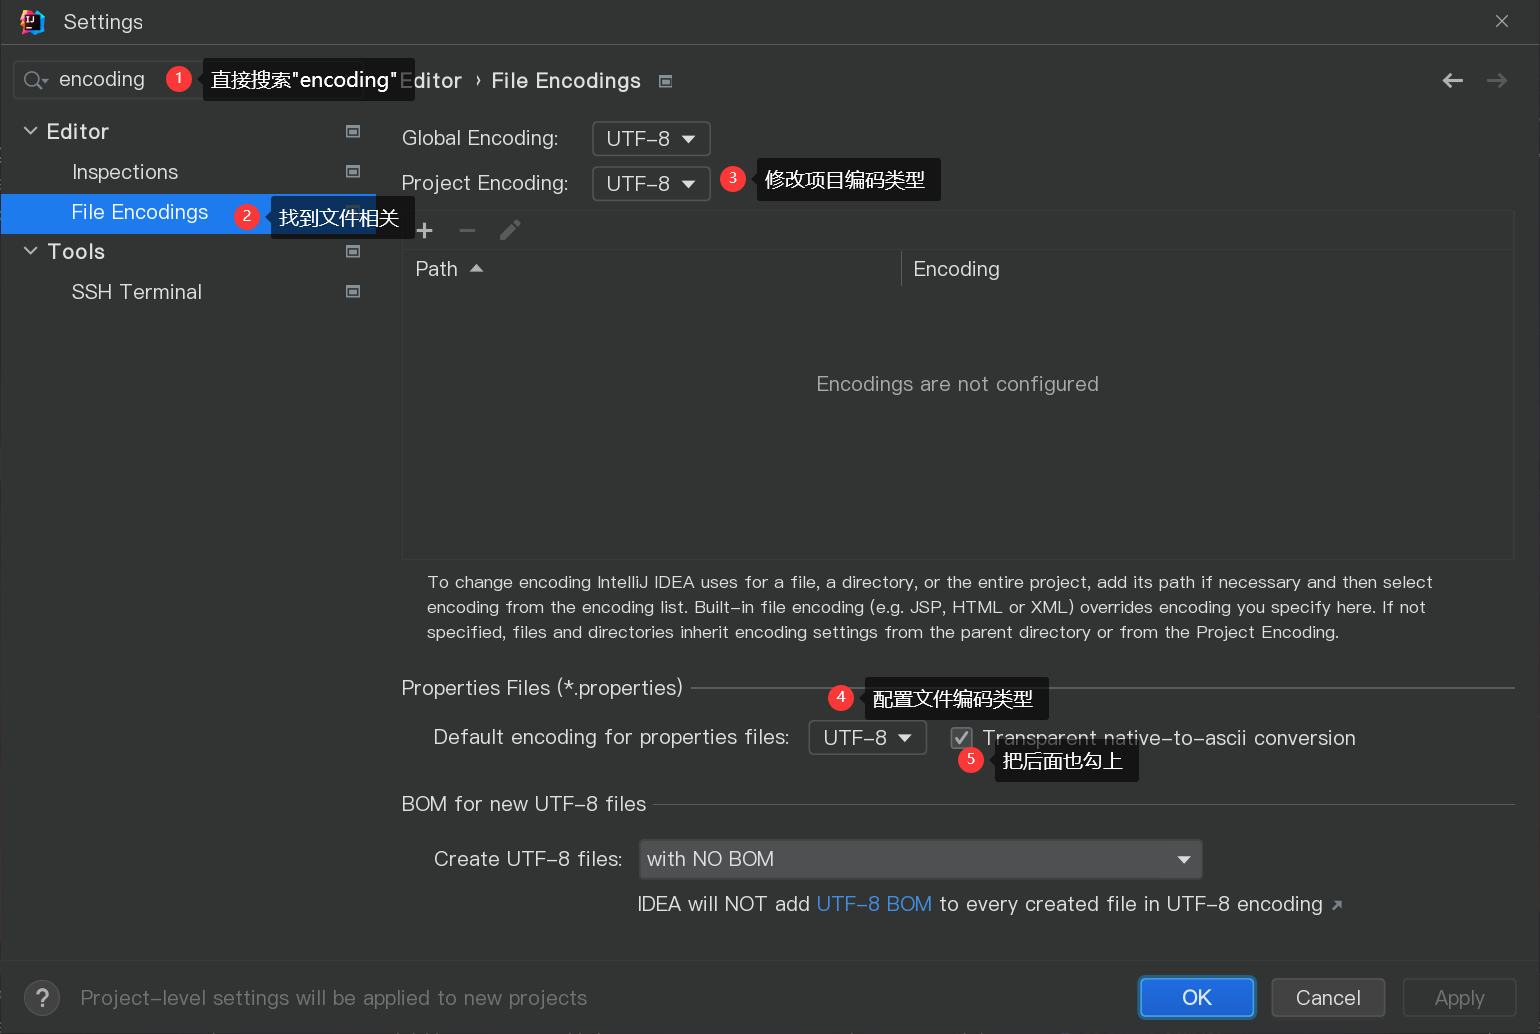 Settings
encoding
1
直接搜索"encoding"
Editor › File Encodings
Editor
Inspections
File Encodings
2
找到文件相关
Tools
SSH Terminal
Global Encoding:
UTF-8
Project Encoding:
UTF-8
3
修改项目编码类型
Path
Encoding
Encodings are not configured
To change encoding IntelliJ IDEA uses for a file, a directory, or the entire project, add its path if necessary and then select
encoding from the encoding list. Built-in file encoding (e.g. JSP, HTML or XML) overrides encoding you specify here. If not
specified, files and directories inherit encoding settings from the parent directory or from the Project Encoding.
Properties Files (*.properties)
4
配置文件编码类型
Default encoding for properties files:
UTF-8
Transparent native-to-ascii conversion
5
把后面也勾上
BOM for new UTF-8 files
Create UTF-8 files:
with NO BOM
IDEA will NOT add UTF-8 BOM to every created file in UTF-8 encoding
?
Project-level settings will be applied to new projects
OK
Cancel
Apply